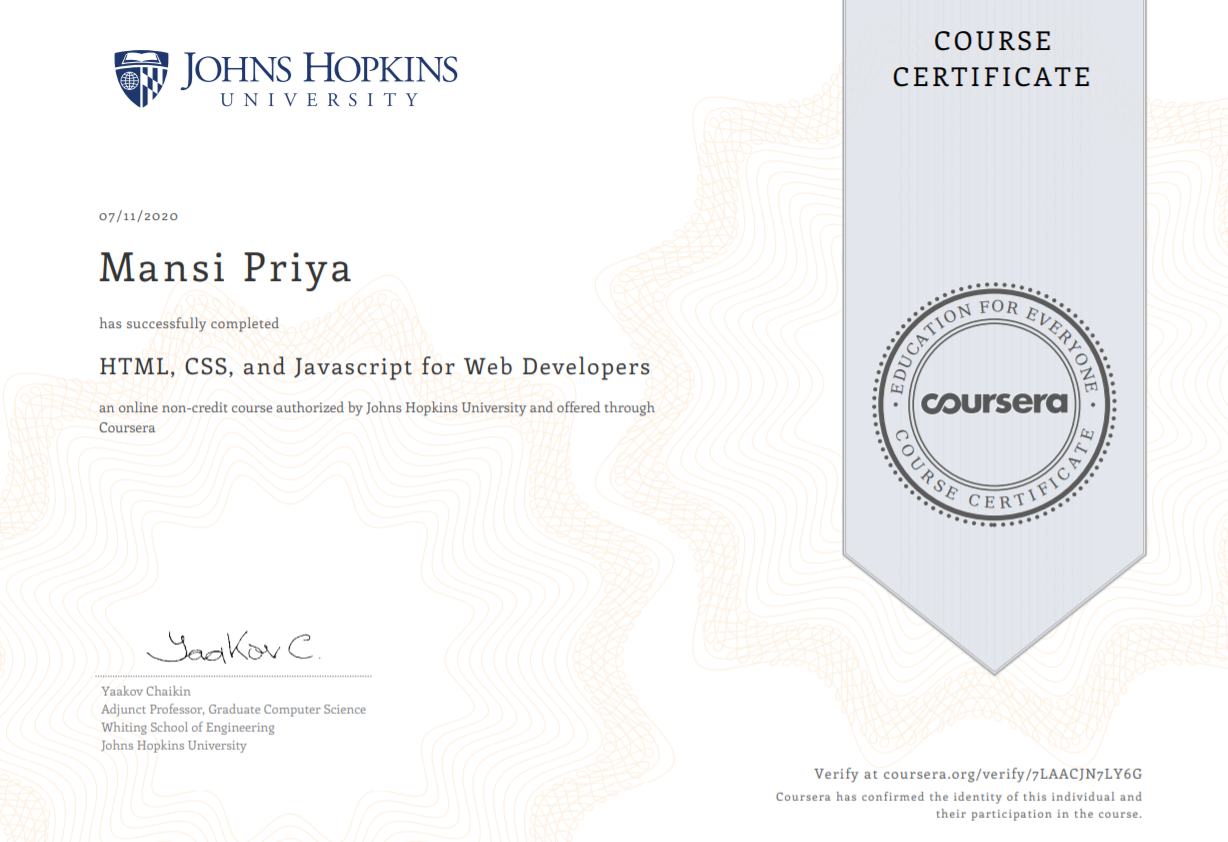 JOHNS HOPKINS
UNIVERSITY
COURSE
CERTIFICATE
07/11/2020
Mansi Priya
has successfully completed
HTML, CSS, and Javascript for Web Developers
an online non-credit course authorized by Johns Hopkins University and offered through
Coursera
EDUCATION FOR EVERYONE
coursera
COURSE CERTIFICATE
Yaakov C.
Yaakov Chaikin
Adjunct Professor, Graduate Computer Science
Whiting School of Engineering
Johns Hopkins University
Verify at coursera.org/verify/7LAACJN7LY6G
Coursera has confirmed the identity of this individual and
their participation in the course.